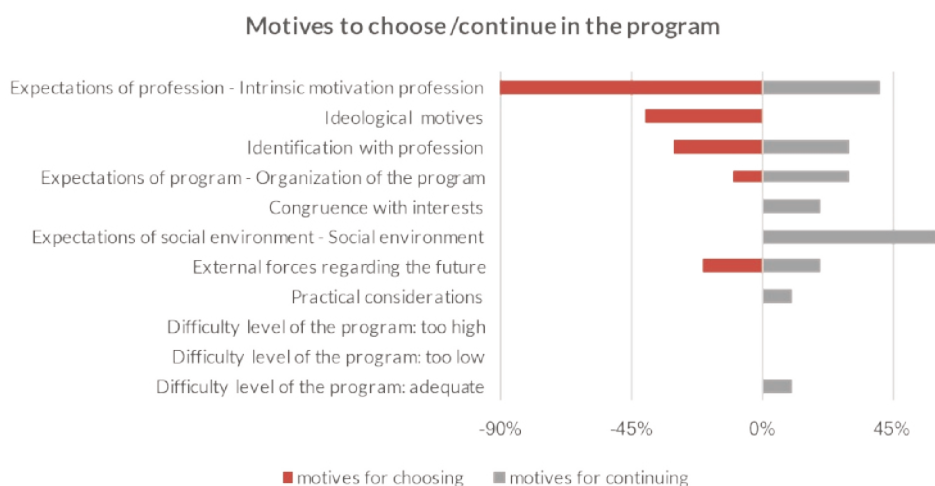 Motives to choose/continue in the program
Expectations of profession - Intrinsic motivation profession
Ideological motives
Identification with profession
Expectations of program - Organization of the program
Congruence with interests
Expectations of social environment - Social environment
External forces regarding the future
Practical considerations
Difficulty level of the program: too high
Difficulty level of the program: too low
Difficulty level of the program: adequate
-90% -45% 0% 45%
motives for choosing motives for continuing